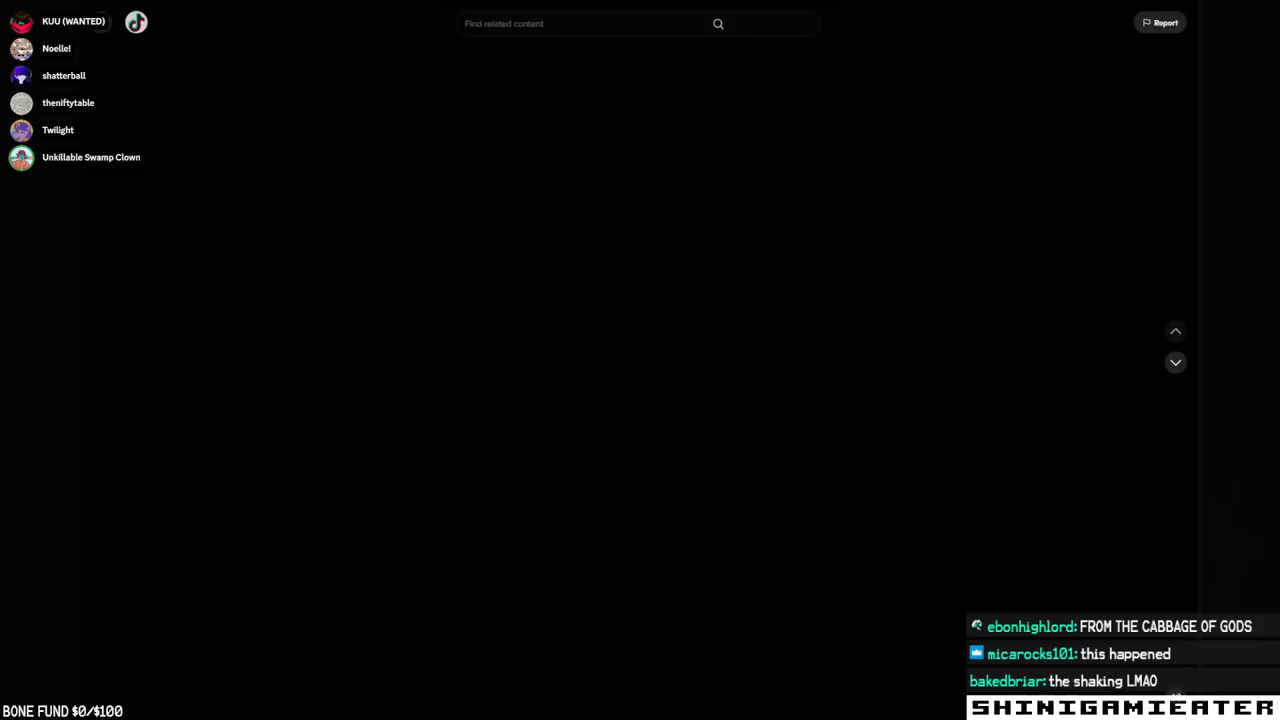 KUU (WANTED)
Find related content
Report
Noelle!
shatterball
theniftytable
Twilight
Unkillable Swamp Clown
ebonhighlord: FROM THE CABBAGE OF GODS
micarocks101: this happened
bakedbriar: the shaking LMAO
BONE FUND $0/$100
SHINIGAMIEATER